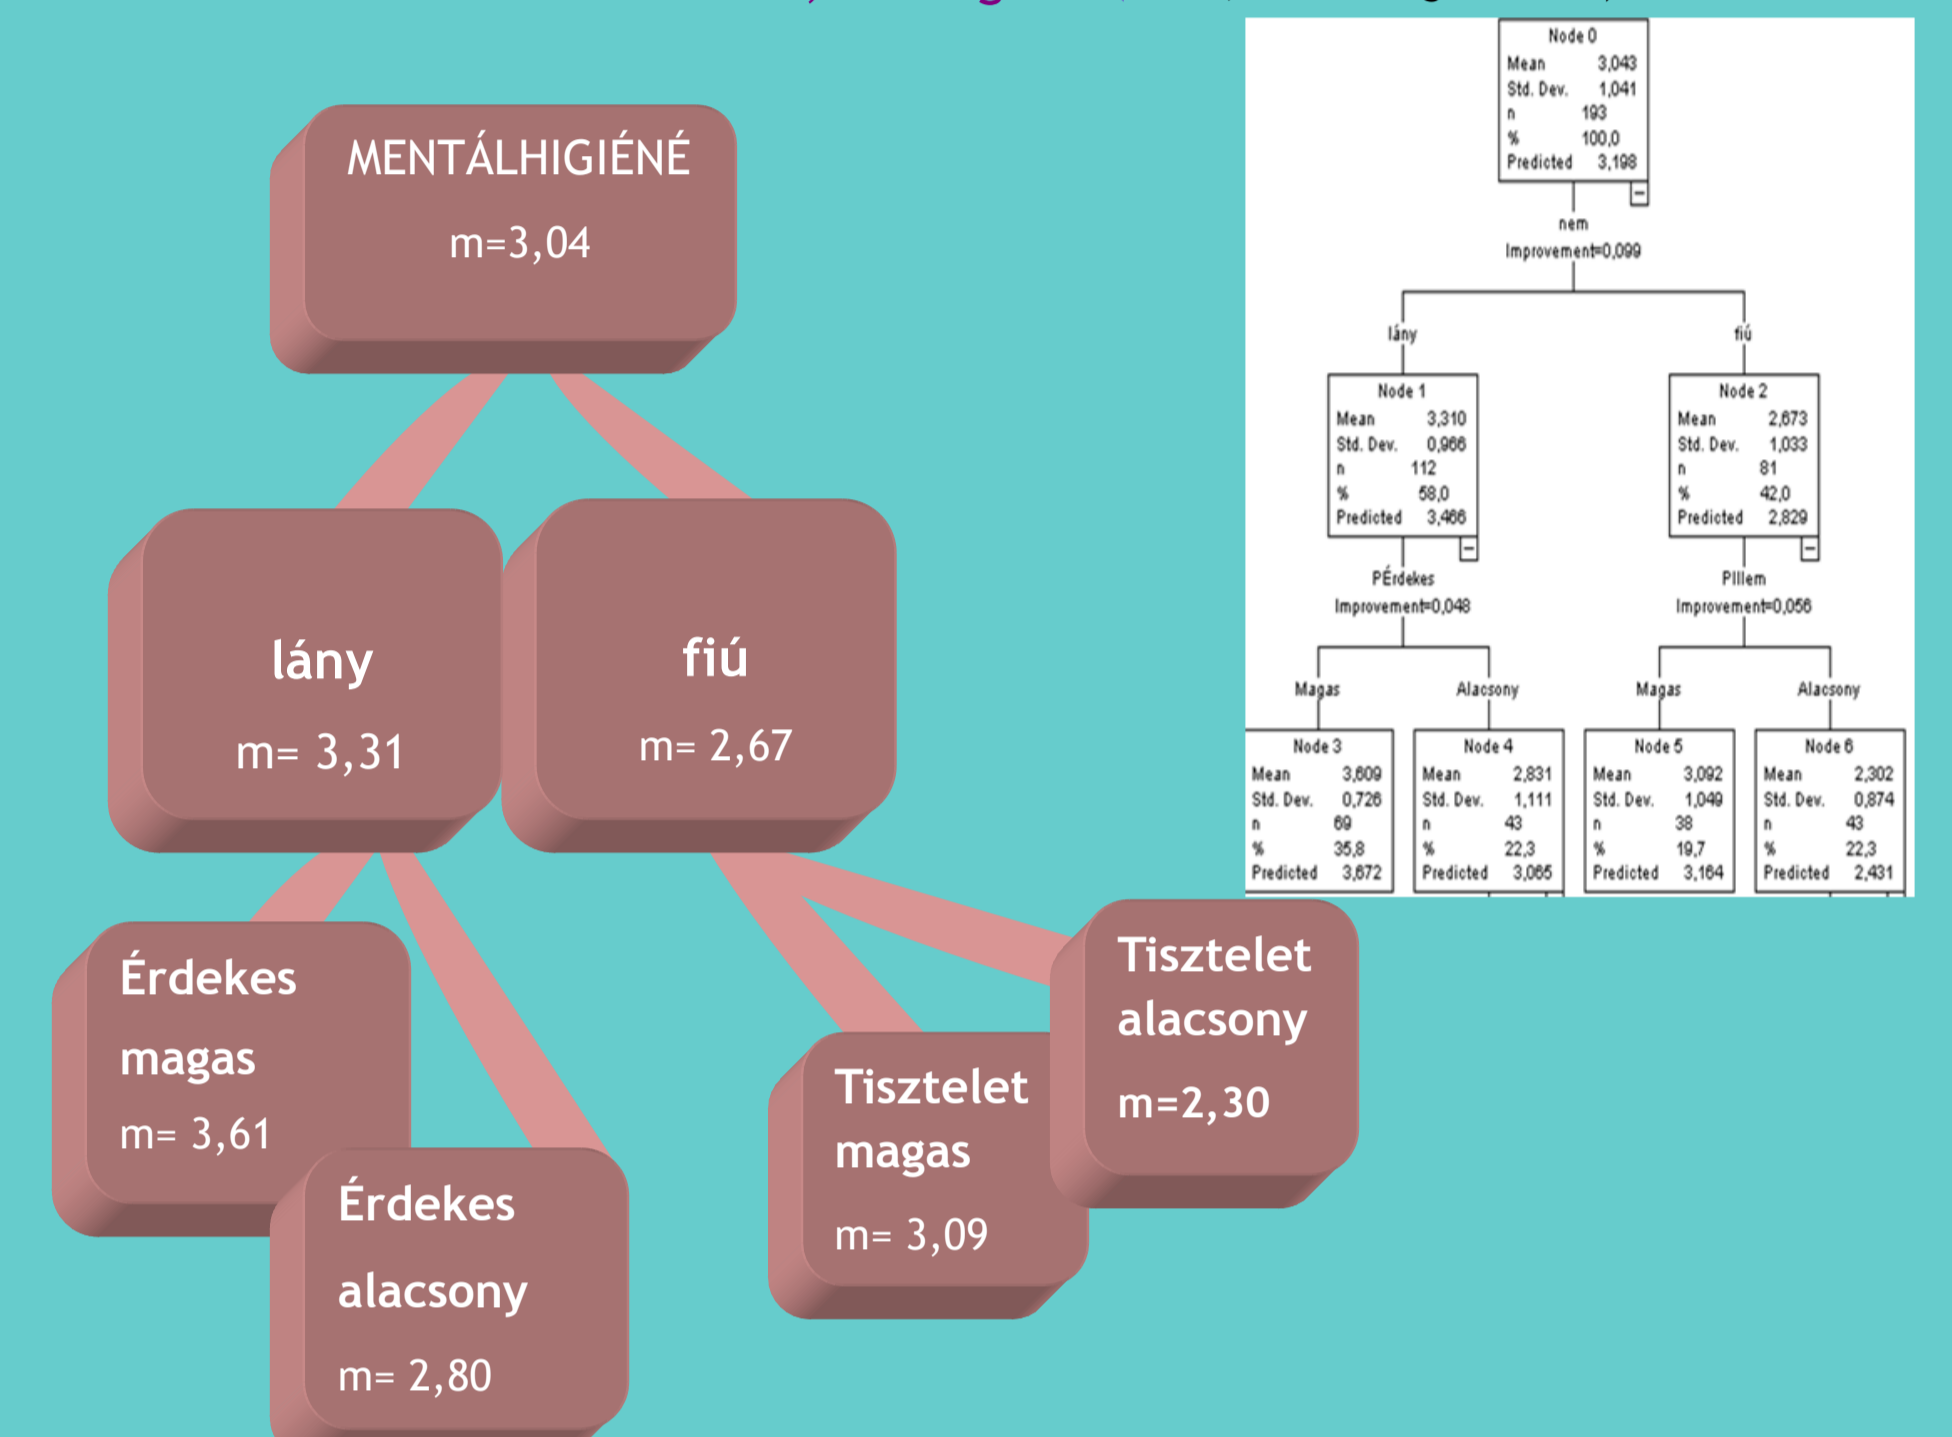 MENTÁLHIGIÉNÉ
m=3,04
lány
m= 3,31
fiú
m= 2,67
Érdekes
magas
m= 3,61
Érdekes
alacsony
m= 2,80
Tisztelet
magas
m= 3,09
Tisztelet
alacsony
m=2,30
Node 0
Mean 3,043
Std. Dev. 1,041
n 193
% 100,0
Predicted 3,198
nem
Improvement=0,099
lány
fiú
Node 1
Mean 3,310
Std. Dev. 0,966
n 112
% 58,0
Predicted 3,466
Node 2
Mean 2,673
Std. Dev. 1,033
n 81
% 42,0
Predicted 2,829
PÉrdekes
Improvement=0,048
PIllem
Improvement=0,056
Magas
Alacsony
Magas
Alacsony
Node 3
Mean 3,609
Std. Dev. 0,726
n 69
% 35,8
Predicted 3,672
Node 4
Mean 2,831
Std. Dev. 1,111
n 43
% 22,3
Predicted 3,065
Node 5
Mean 3,092
Std. Dev. 1,049
n 38
% 19,7
Predicted 3,164
Node 6
Mean 2,302
Std. Dev. 0,874
n 43
% 22,3
Predicted 2,431